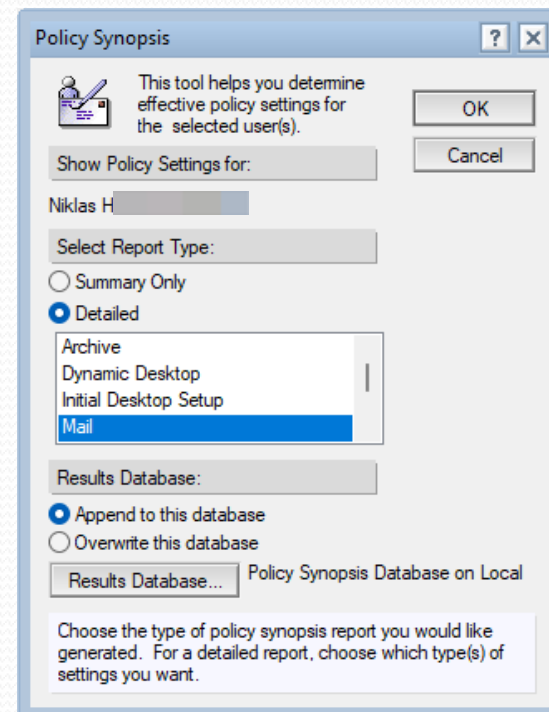 Policy Synopsis
?
This tool helps you determine
effective policy settings for
the selected user(s).
OK
Cancel
Show Policy Settings for:
Niklas H
Select Report Type:
Summary Only
Detailed
Archive
Dynamic Desktop
Initial Desktop Setup
Mail
Results Database:
Append to this database
Overwrite this database
Results Database...
Policy Synopsis Database on Local
Choose the type of policy synopsis report you would like
generated.  For a detailed report, choose which type(s) of
settings you want.